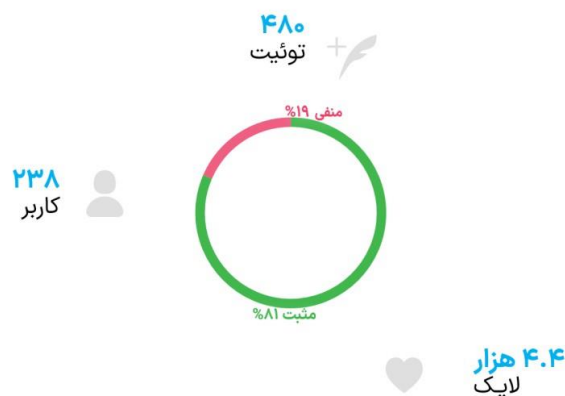 ۴۸۰
توئیت
منفی ۱۹%
۲۳۸
کاربر
مثبت ۸۱%
۴.۴ هزار
لایک